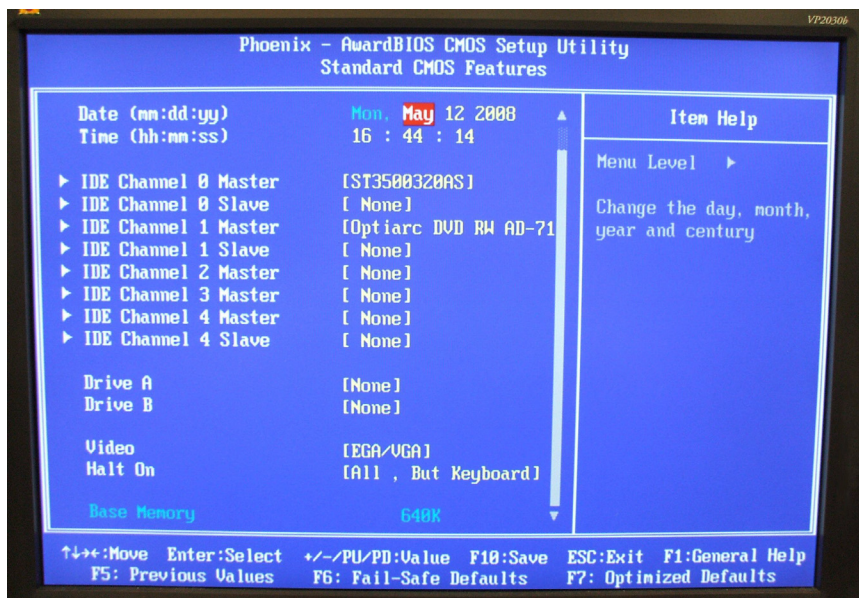 VP2030b
Phoenix - AwardBIOS CMOS Setup Utility
Standard CMOS Features
Date (mm:dd:yy) Mon, May 12 2008
Time (hh:mm:ss) 16 : 44 : 14
IDE Channel 0 Master [ST3500320AS]
IDE Channel 0 Slave [ None]
IDE Channel 1 Master [Optiarc DVD RW AD-71
IDE Channel 1 Slave [ None]
IDE Channel 2 Master [ None]
IDE Channel 3 Master [ None]
IDE Channel 4 Master [ None]
IDE Channel 4 Slave [ None]
Drive A [None]
Drive B [None]
Video [EGA/VGA]
Halt On [All , But Keyboard]
Base Memory 640K
Item Help
Menu Level
Change the day, month,
year and century
↑↓→←:Move Enter:Select +/-/PU/PD:Value F10:Save ESC:Exit F1:General Help
F5: Previous Values F6: Fail-Safe Defaults F7: Optimized Defaults